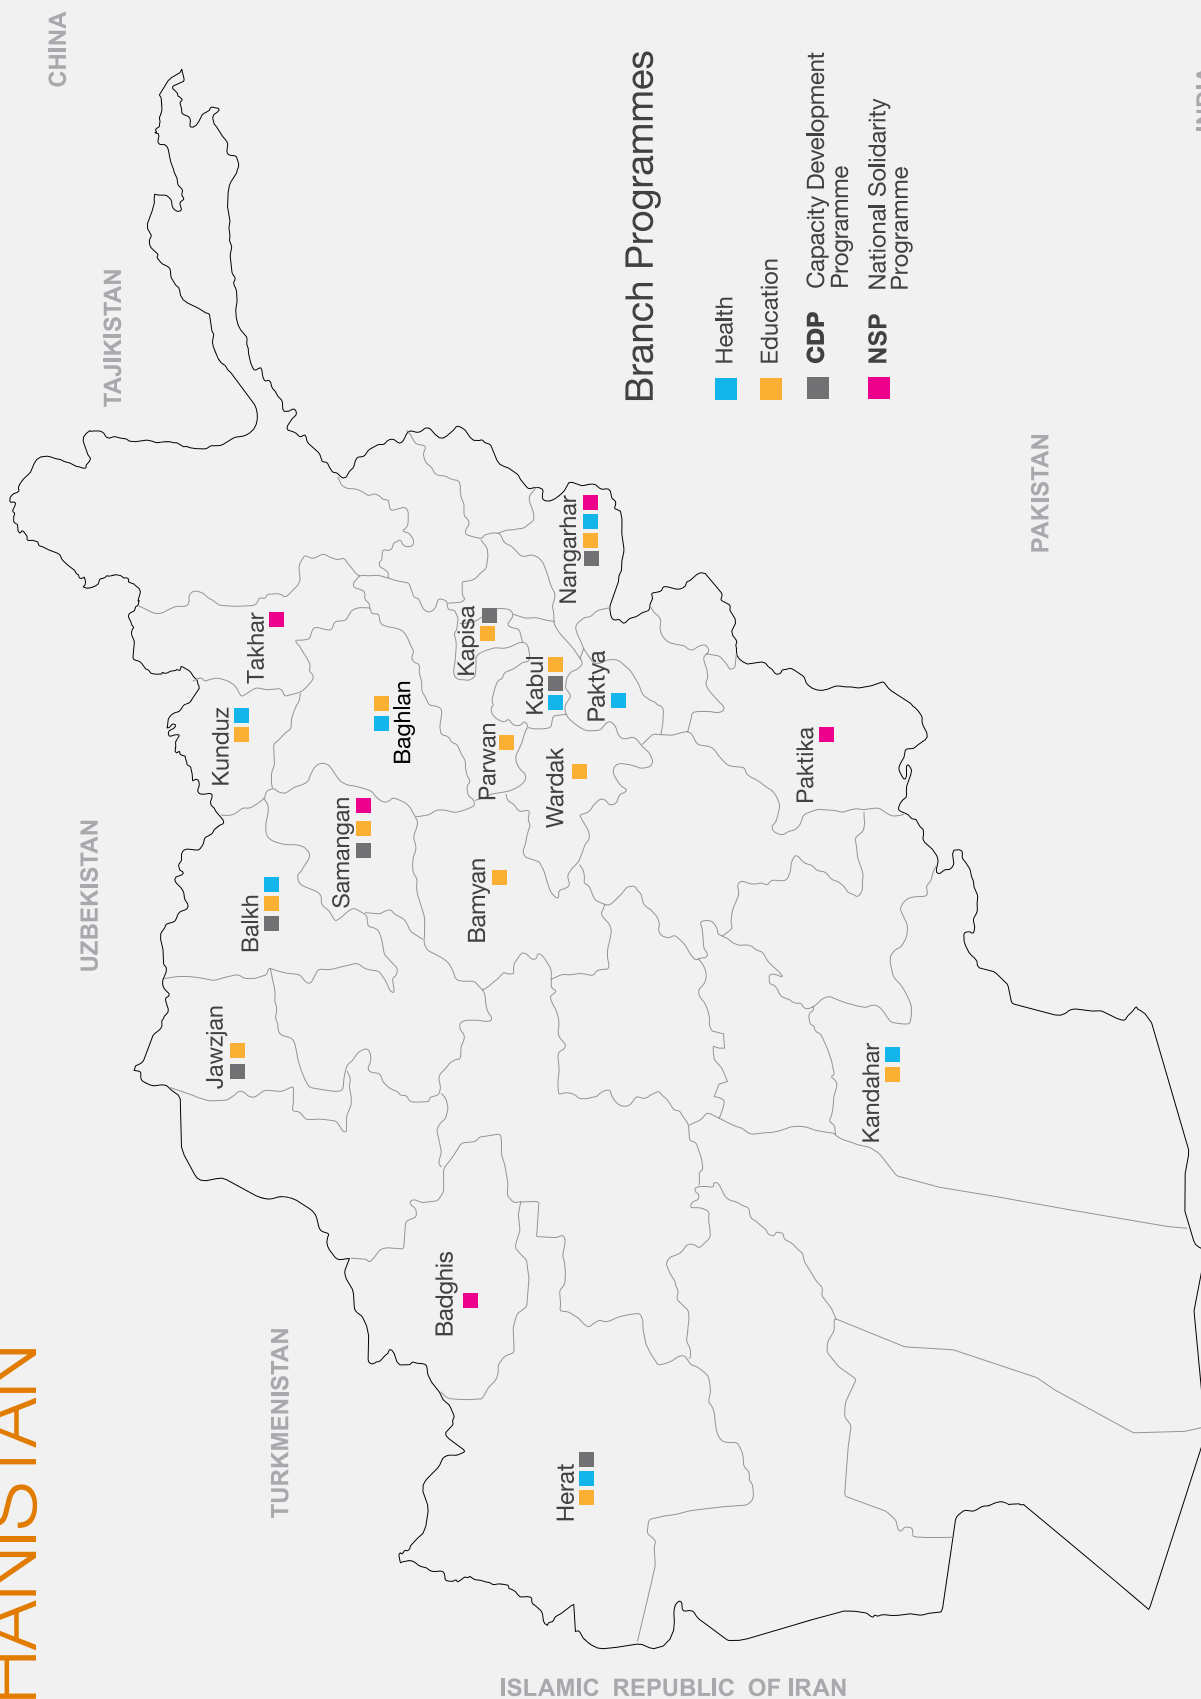 HANISTAN
CHINA
UZBEKISTAN
TAJIKISTAN
TURKMENISTAN
Jawzjan
Kunduz
Balkh
Takhar
Samangan
Baghlan
Badghis
Kapisa
Bamyan
Parwan
Kabul
Wardak
Herat
Nangarhar
Paktya
Paktika
Kandahar
ISLAMIC REPUBLIC OF IRAN
Branch Programmes
Health
Education
CDP Capacity Development
Programme
NSP National Solidarity
Programme
PAKISTAN
INDIA